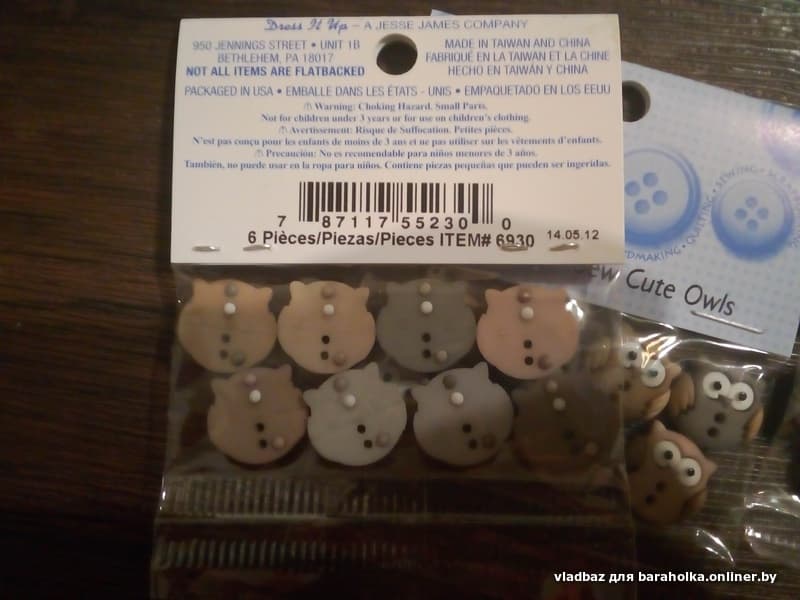 Dress It Up – A JESSE JAMES COMPANY
950 JENNINGS STREET • UNIT 1B
BETHLEHEM, PA 18017
NOT ALL ITEMS ARE FLATBACKED
MADE IN TAIWAN AND CHINA
FABRIQUÉ EN LA TAIWAN ET LA CHINE
HECHO EN TAIWÁN Y CHINA
PACKAGED IN USA • EMBALLÉ DANS LES ÉTATS - UNIS • EMPAQUETADO EN LOS EEUU
Warning: Choking Hazard. Small Parts.
Not for children under 3 years or for use on children's clothing.
Avertissement: Risque de Suffocation. Petites pièces.
N'est pas conçu pour les enfants de moins de 3 ans et ne pas utiliser sur les vêtements d'enfants.
Precaución: No es recomendable para niños menores de 3 años.
También, no puede usar en la ropa para niños. Contiene piezas pequeñas que pueden ser ingeridas.
7 87117 55230 0
6 Pièces/Piezas/Pieces ITEM# 6930
14.05.12
SEWING
QUILTING
Sew Cute Owls
vladbaz для baraholka.onliner.by